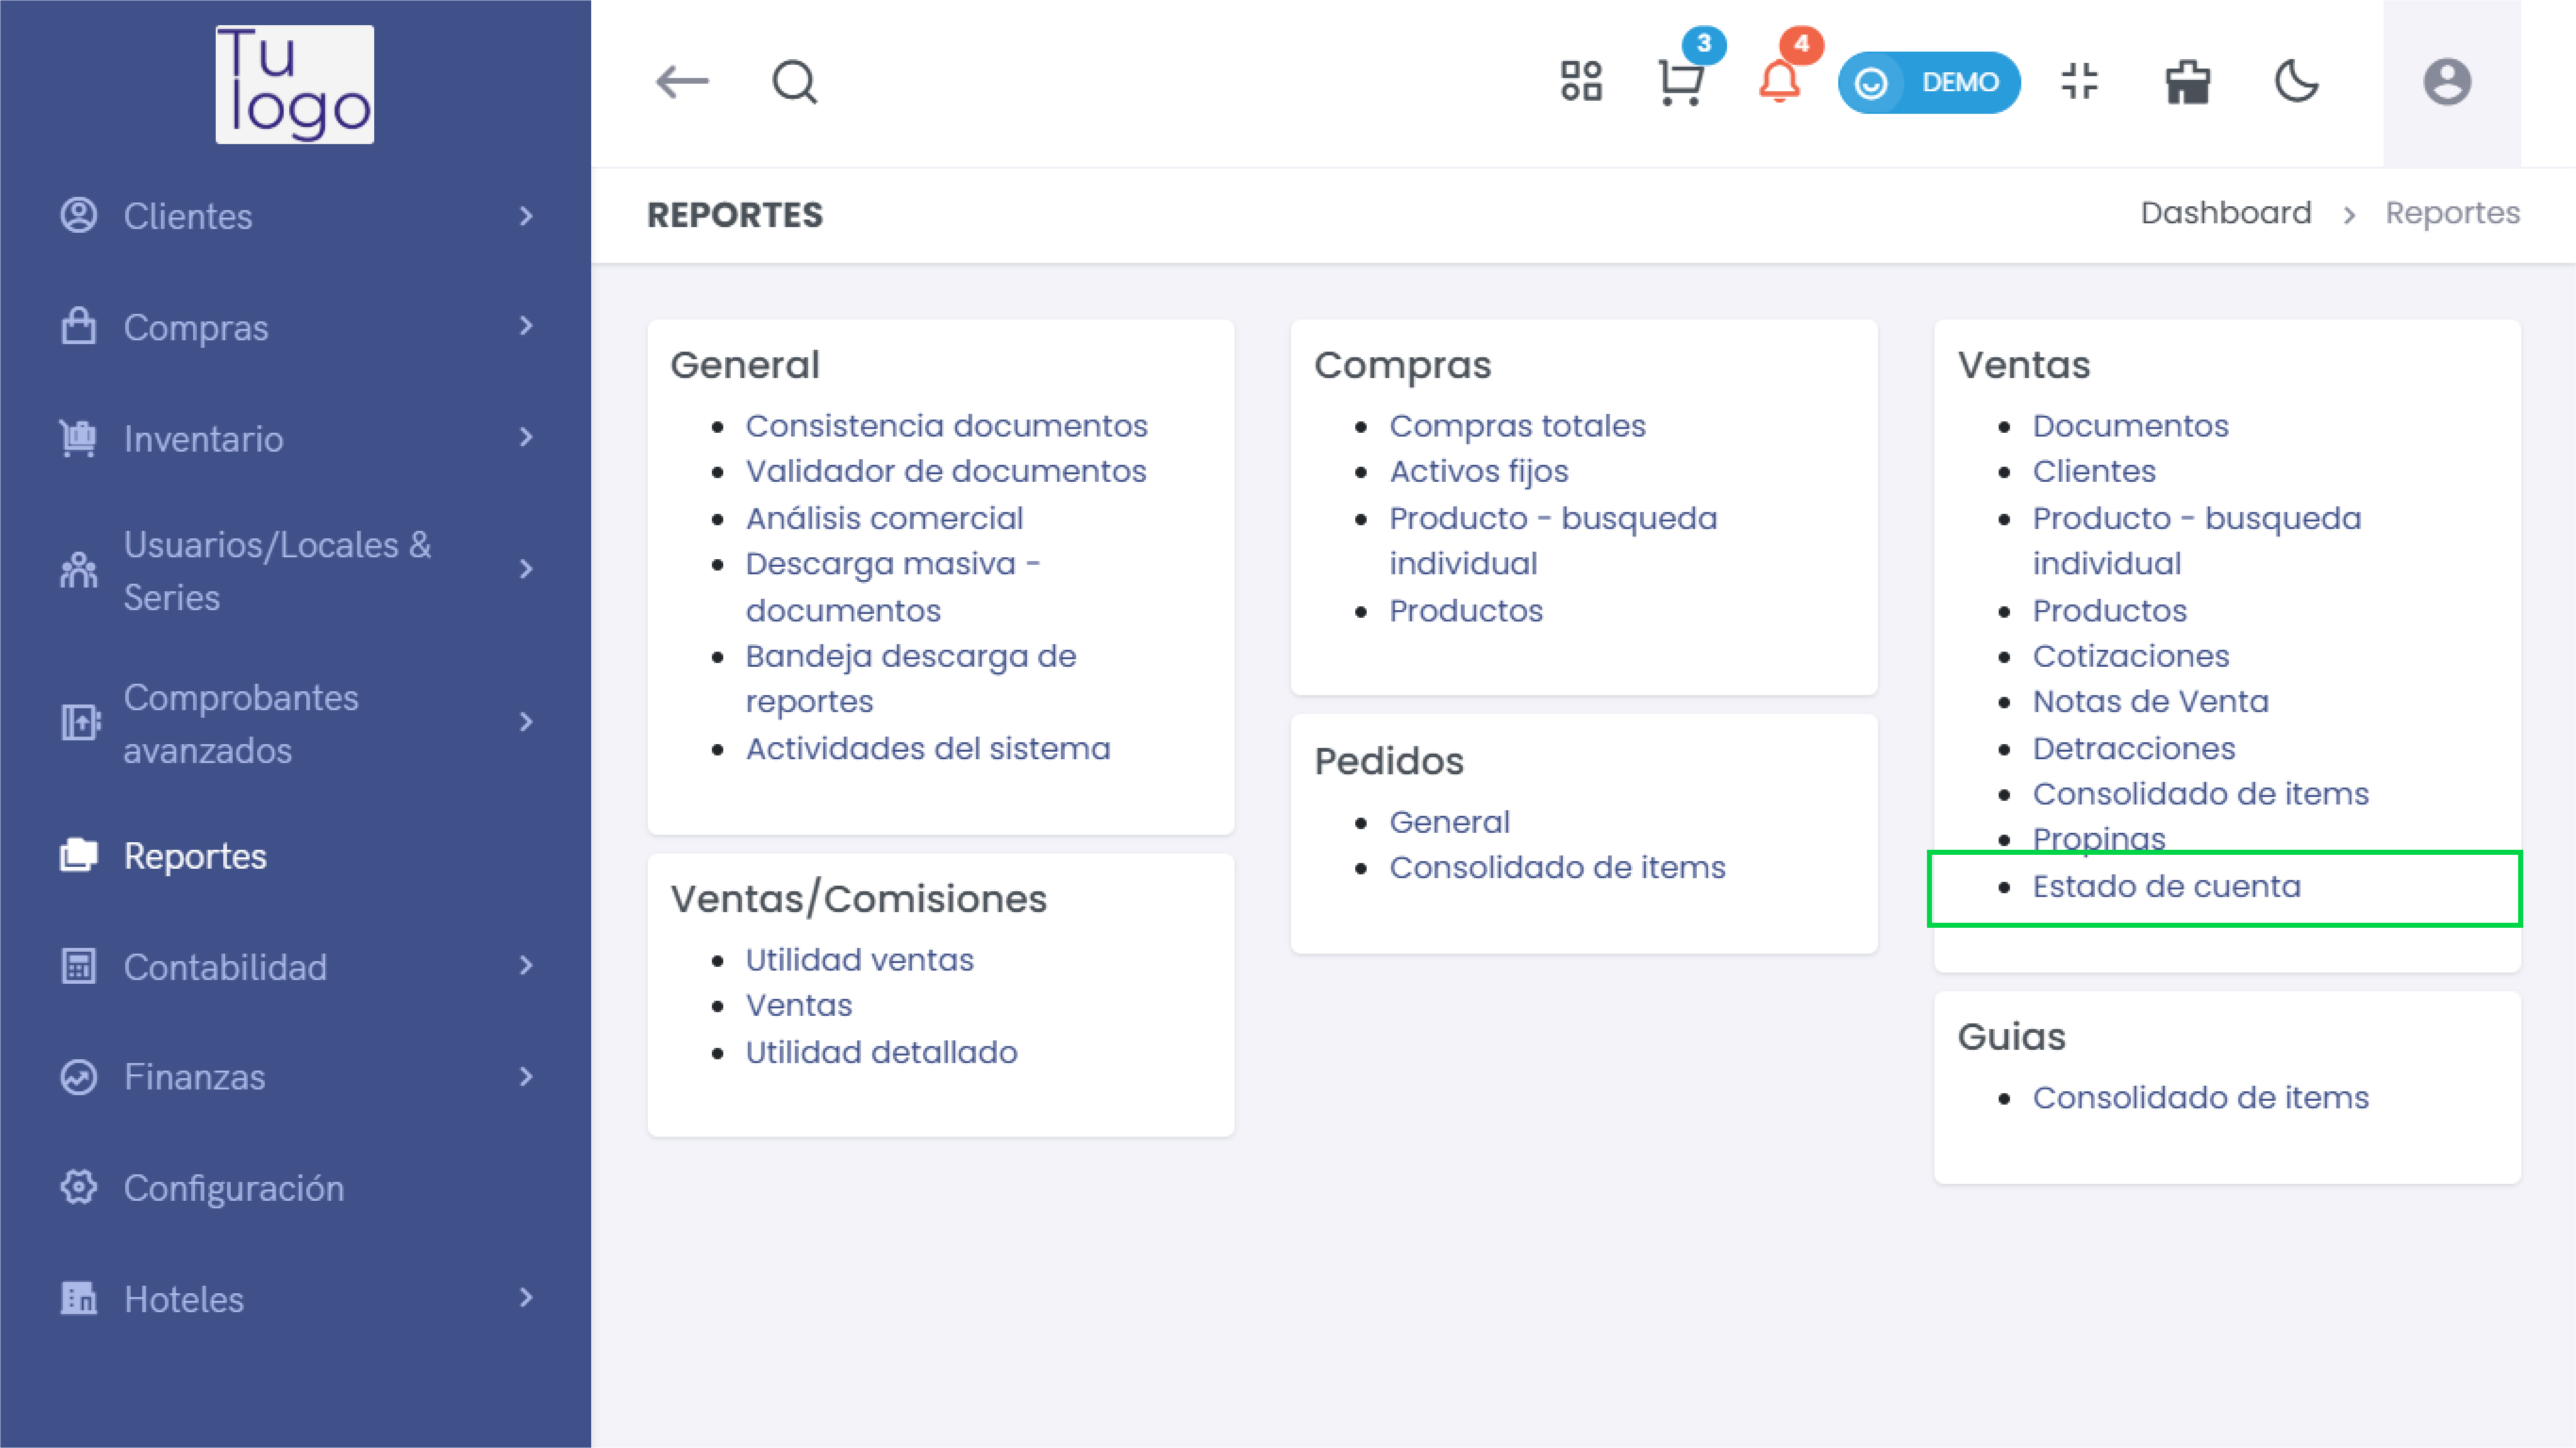 Tu
logo
Clientes
Compras
Inventario
Usuarios/Locales &
Series
Comprobantes
avanzados
Reportes
Contabilidad
Finanzas
Configuración
Hoteles
3
4
DEMO
REPORTES
Dashboard > Reportes
General
• Consistencia documentos
• Validador de documentos
• Análisis comercial
• Descarga masiva -
documentos
• Bandeja descarga de
reportes
• Actividades del sistema
Ventas/Comisiones
• Utilidad ventas
• Ventas
• Utilidad detallado
Compras
• Compras totales
• Activos fijos
• Producto - busqueda
individual
• Productos
Pedidos
• General
• Consolidado de items
Ventas
• Documentos
• Clientes
• Producto - busqueda
individual
• Productos
• Cotizaciones
• Notas de Venta
• Detracciones
• Consolidado de items
• Propinas
• Estado de cuenta
Guias
• Consolidado de items